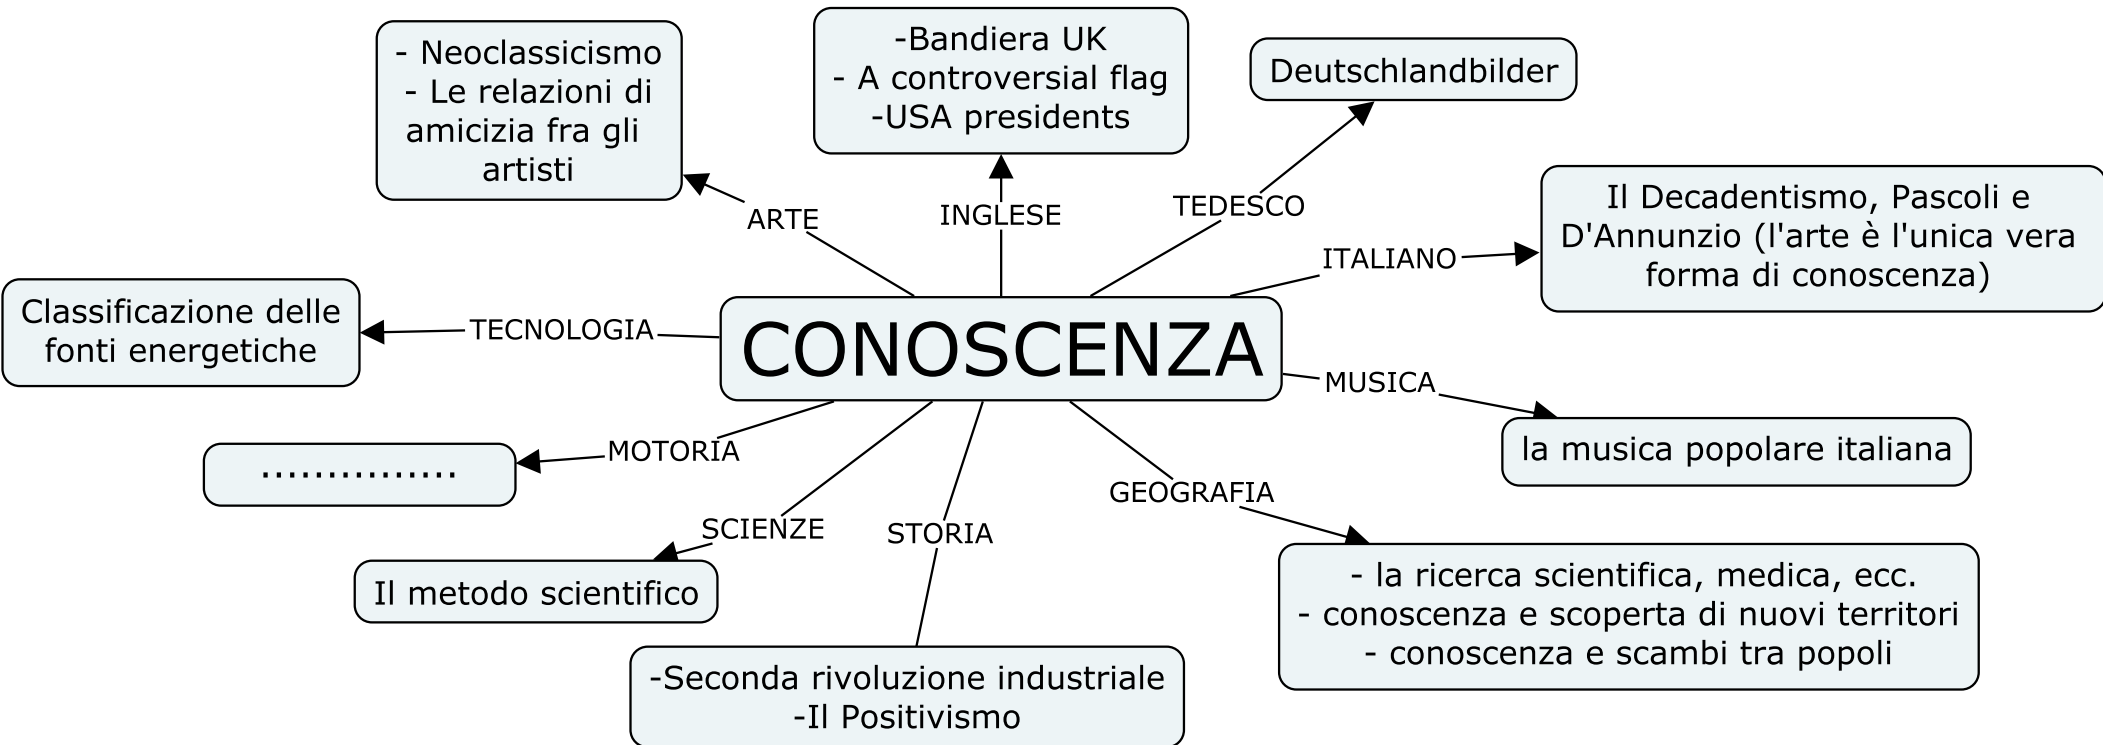 - Neoclassicismo
- Le relazioni di
amicizia fra gli
artisti
-Bandiera UK
- A controversial flag
-USA presidents
Deutschlandbilder
Il Decadentismo, Pascoli e
D'Annunzio (l'arte è l'unica vera
forma di conoscenza)
ARTE
INGLESE
TEDESCO
ITALIANO
Classificazione delle
fonti energetiche
TECNOLOGIA
CONOSCENZA
MUSICA
la musica popolare italiana
...............
MOTORIA
GEOGRAFIA
SCIENZE
STORIA
Il metodo scientifico
- la ricerca scientifica, medica, ecc.
- conoscenza e scoperta di nuovi territori
- conoscenza e scambi tra popoli
-Seconda rivoluzione industriale
-Il Positivismo